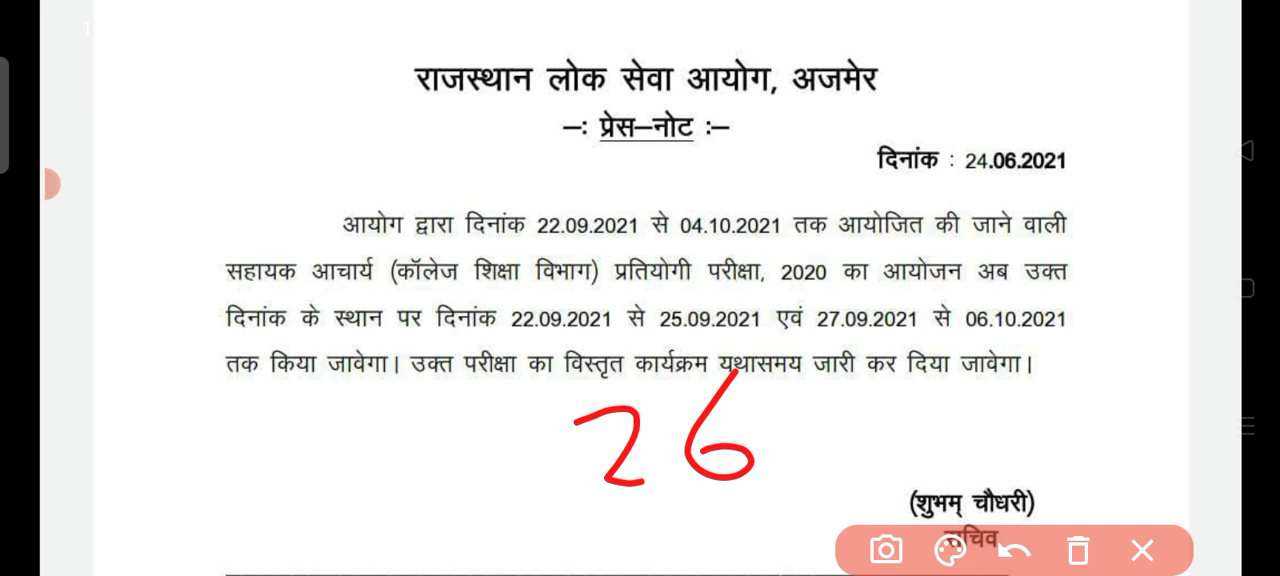 राजस्थान लोक सेवा आयोग, अजमेर
–: प्रेस–नोट :–
दिनांक : 24.06.2021
आयोग द्वारा दिनांक 22.09.2021 से 04.10.2021 तक आयोजित की जाने वाली
सहायक आचार्य (कॉलेज शिक्षा विभाग) प्रतियोगी परीक्षा, 2020 का आयोजन अब उक्त
दिनांक के स्थान पर दिनांक 22.09.2021 से 25.09.2021 एवं 27.09.2021 से 06.10.2021
तक किया जावेगा। उक्त परीक्षा का विस्तृत कार्यक्रम यथासमय जारी कर दिया जावेगा।
26
(शुभम् चौधरी)
सचिव